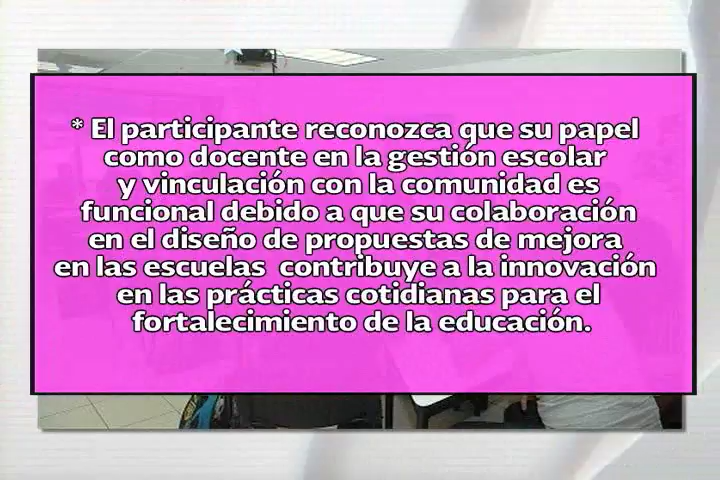 * El participante reconozca que su papel
como docente en la gestión escolar
y vinculación con la comunidad es
funcional debido a que su colaboración
en el diseño de propuestas de mejora
en las escuelas contribuye a la innovación
en las prácticas cotidianas para el
fortalecimiento de la educación.